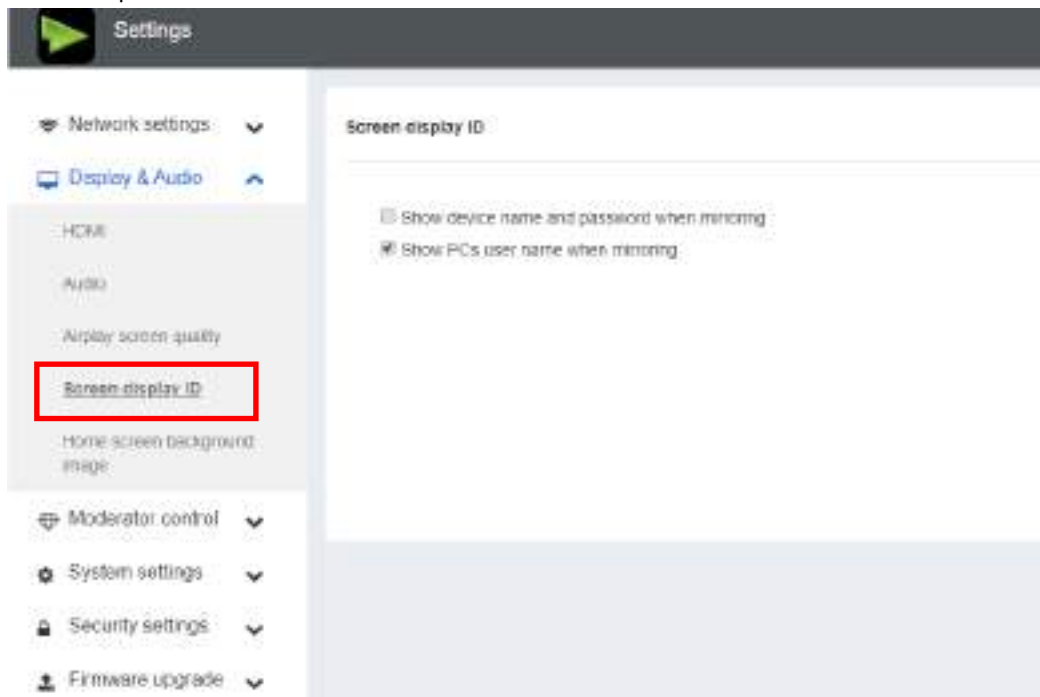 Settings
Network settings
Display & Audio
HDMI
Audio
Airplay screen quality
Screen display ID
Home screen background
image
Moderator control
System settings
Security settings
Firmware upgrade
Screen display ID
Show device name and password when mirroring
Show PCs user name when mirroring